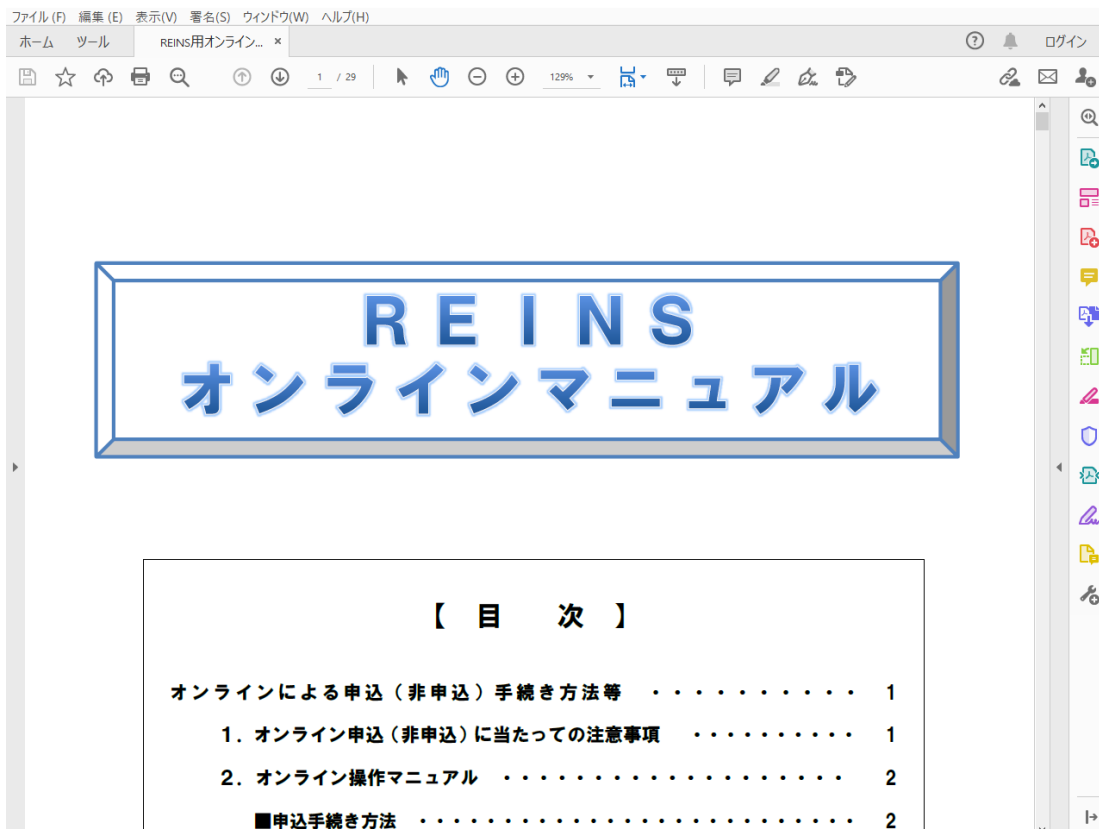 ファイル(F) 編集(E) 表示(V) 署名(S) ウィンドウ(W) ヘルプ(H)
ホーム ツール REINS用オンライン... × ログイン
1 / 29 129%
ＲＥＩＮＳ
オンラインマニュアル
【 目 次 】
オンラインによる申込（非申込）手続き方法等 ・・・・・・・・・・ 1
1．オンライン申込（非申込）に当たっての注意事項 ・・・・・・・・・・ 1
2．オンライン操作マニュアル ・・・・・・・・・・・・・・・・・・・ 2
■申込手続き方法 ・・・・・・・・・・・・・・・・・・・・・・・・・ 2